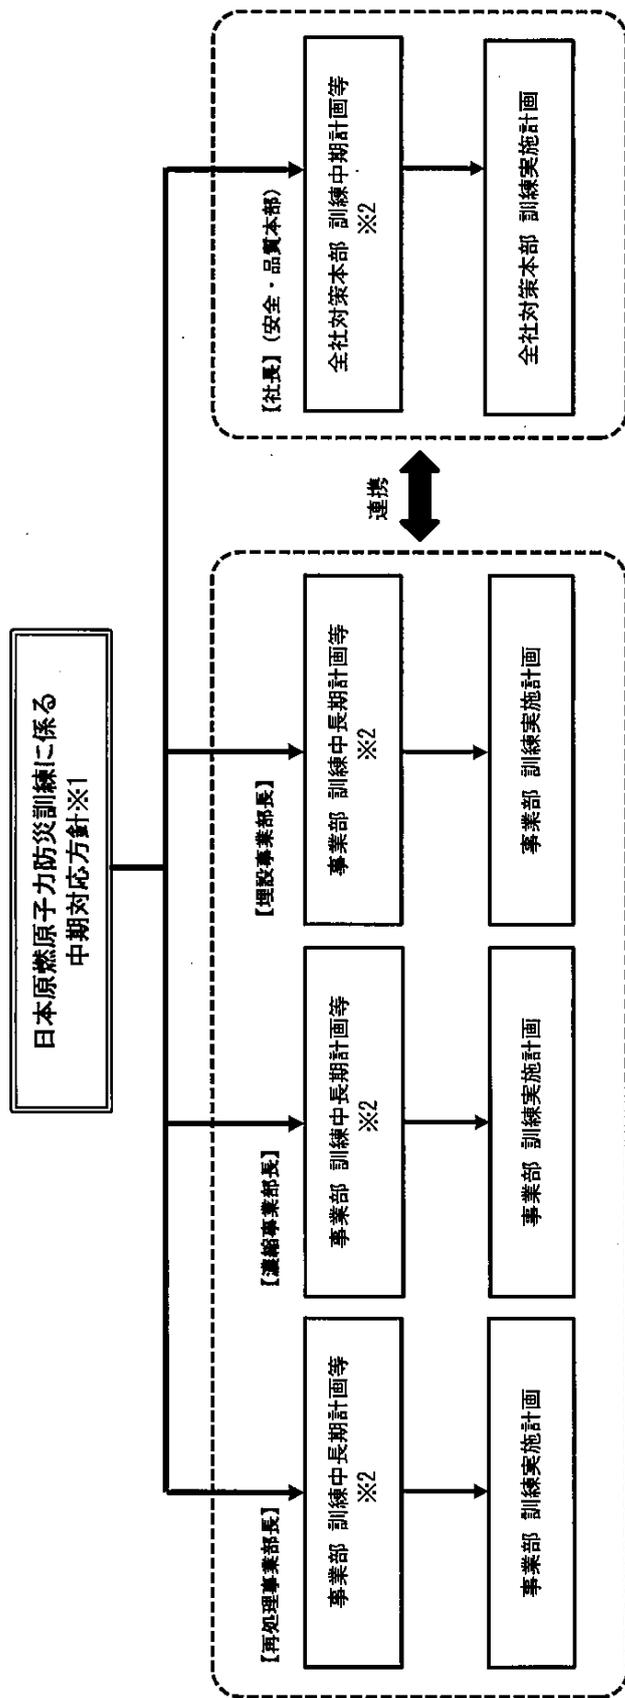 日本原燃原子力防災訓練に係る
中期対応方針※1
【再処理事業部長】
事業部 訓練中長期計画等
※2
事業部 訓練実施計画
【濃縮事業部長】
事業部 訓練中長期計画等
※2
事業部 訓練実施計画
【埋設事業部長】
事業部 訓練中長期計画等
※2
事業部 訓練実施計画
連携
【社長】(安全・品質本部)
全社対策本部 訓練中期計画等
※2
全社対策本部 訓練実施計画